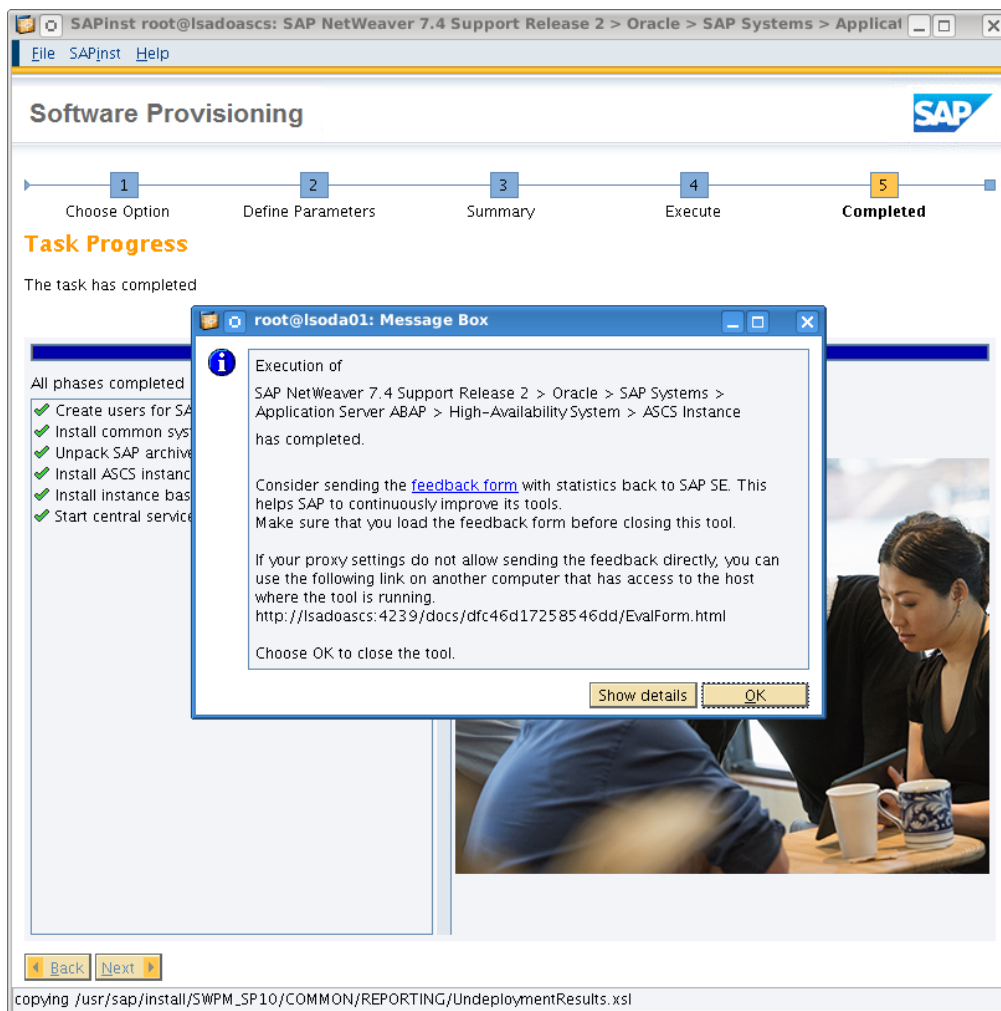 SAPinst root@lsadoascs: SAP NetWeaver 7.4 Support Release 2 > Oracle > SAP Systems > Applicat
File SAPinst Help
Software Provisioning
SAP
1 2 3 4 5
Choose Option Define Parameters Summary Execute Completed
Task Progress
The task has completed
root@lsoda01: Message Box
Execution of
SAP NetWeaver 7.4 Support Release 2 > Oracle > SAP Systems >
Application Server ABAP > High-Availability System > ASCS Instance
has completed.
Consider sending the feedback form with statistics back to SAP SE. This
helps SAP to continuously improve its tools.
Make sure that you load the feedback form before closing this tool.
If your proxy settings do not allow sending the feedback directly, you can
use the following link on another computer that has access to the host
where the tool is running.
http://lsadoascs:4239/docs/dfc46d17258546dd/EvalForm.html
Choose OK to close the tool.
Show details OK
All phases completed
Create users for SA
Install common sys
Unpack SAP archive
Install ASCS instanc
Install instance bas
Start central service
Back Next
copying /usr/sap/install/SWPM_SP10/COMMON/REPORTING/UndeploymentResults.xsl